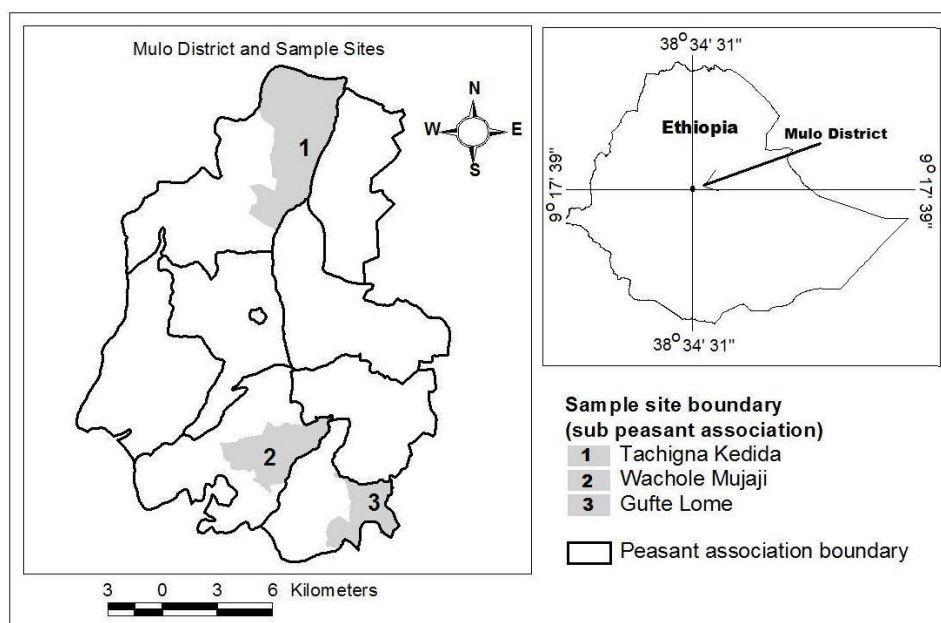 Mulo District and Sample Sites
N
W E
S
1
2
3
38° 34' 31"
Ethiopia
Mulo District
9° 17' 39"
9° 17' 39"
38° 34' 31"
Sample site boundary
(sub peasant association)
1 Tachigna Kedida
2 Wachole Mujaji
3 Gufte Lome
Peasant association boundary
3 0 3 6 Kilometers